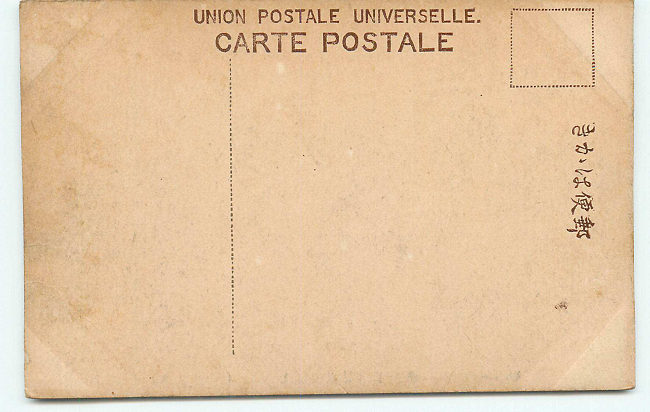 UNION POSTALE UNIVERSELLE.
CARTE POSTALE
郵便はかき